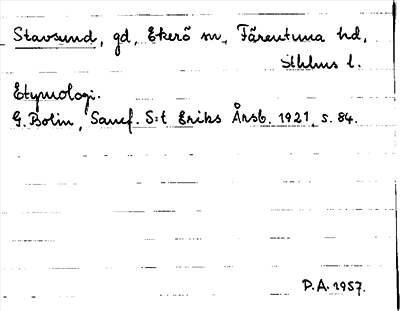 Stavsund, gd, Ekerö sn, Färentuna hd,
Sthlms l.
Etymologi.
G. Bolin, Samf. S:t Eriks Årsb. 1921, s. 84.
P.A. 1957.